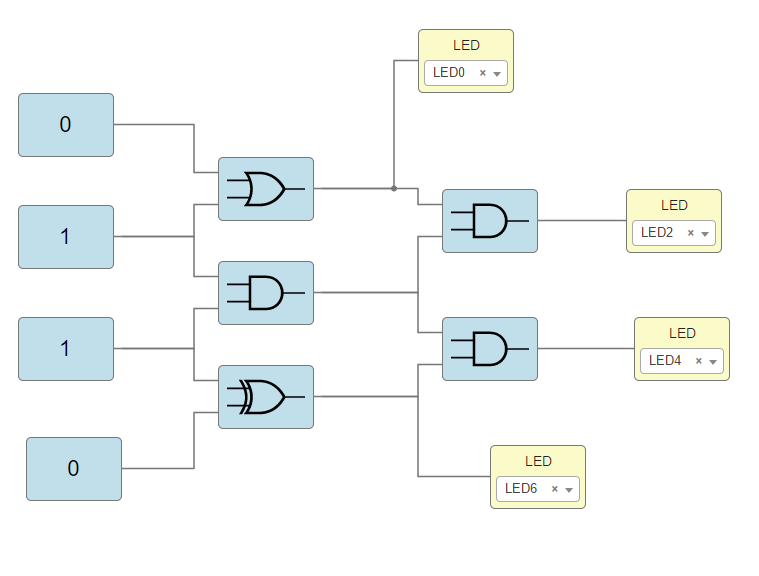 LED
LED0 ×
0
1
LED
LED2 ×
1
LED
LED4 ×
0
LED
LED6 ×